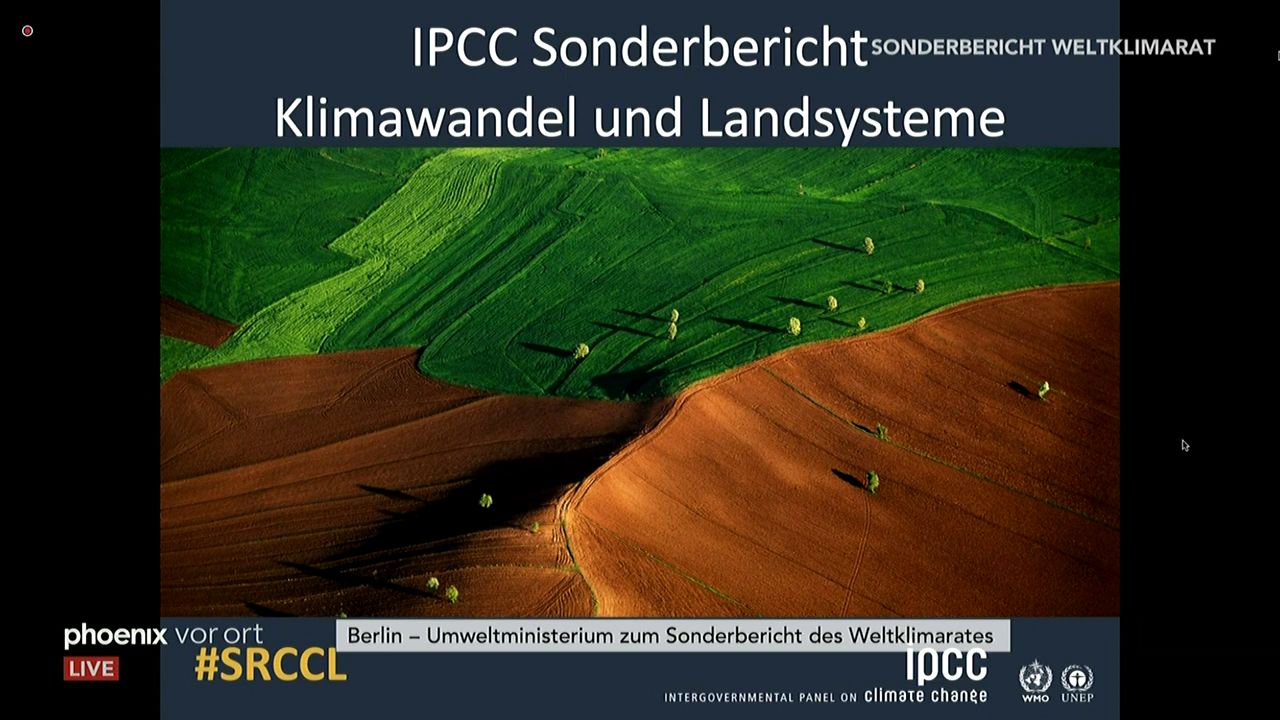 IPCC Sonderbericht
SONDERBERICHT WELTKLIMARAT
Klimawandel und Landsysteme
phoenix vor ort
LIVE
Berlin – Umweltministerium zum Sonderbericht des Weltklimarates
#SRCCL
ipcc
INTERGOVERNMENTAL PANEL ON climate change
WMO
UNEP